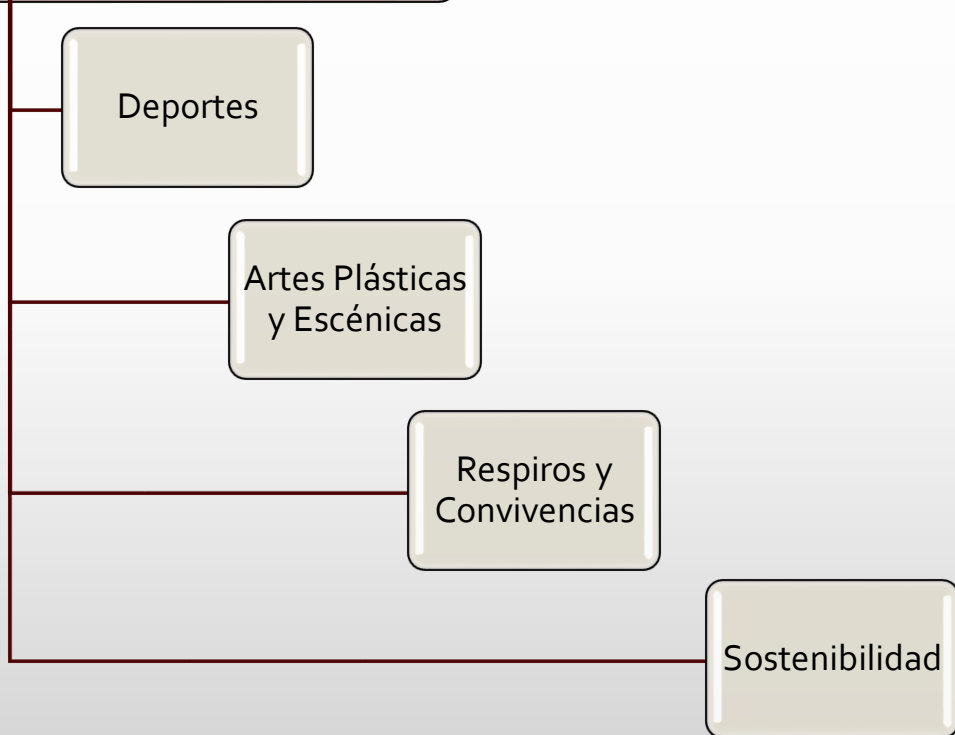 Deportes
Artes Plásticas
y Escénicas
Respiros y
Convivencias
Sostenibilidad